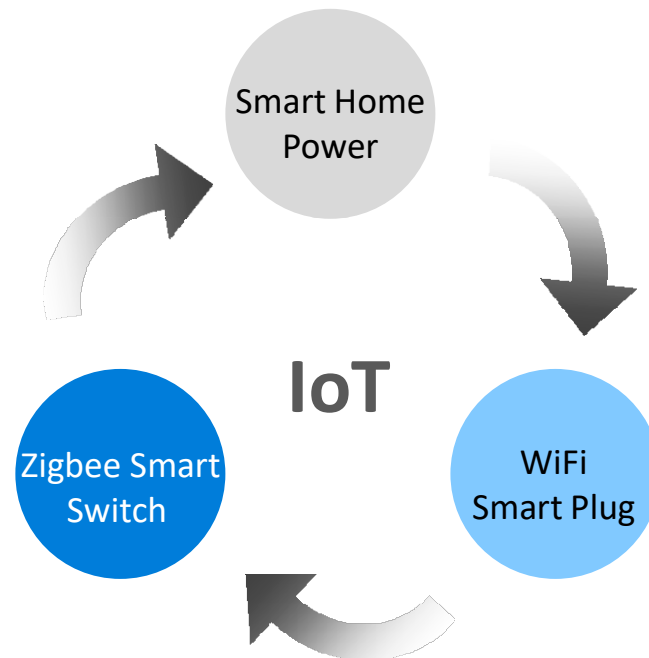 Smart Home
Power
IoT
Zigbee Smart
Switch
WiFi
Smart Plug